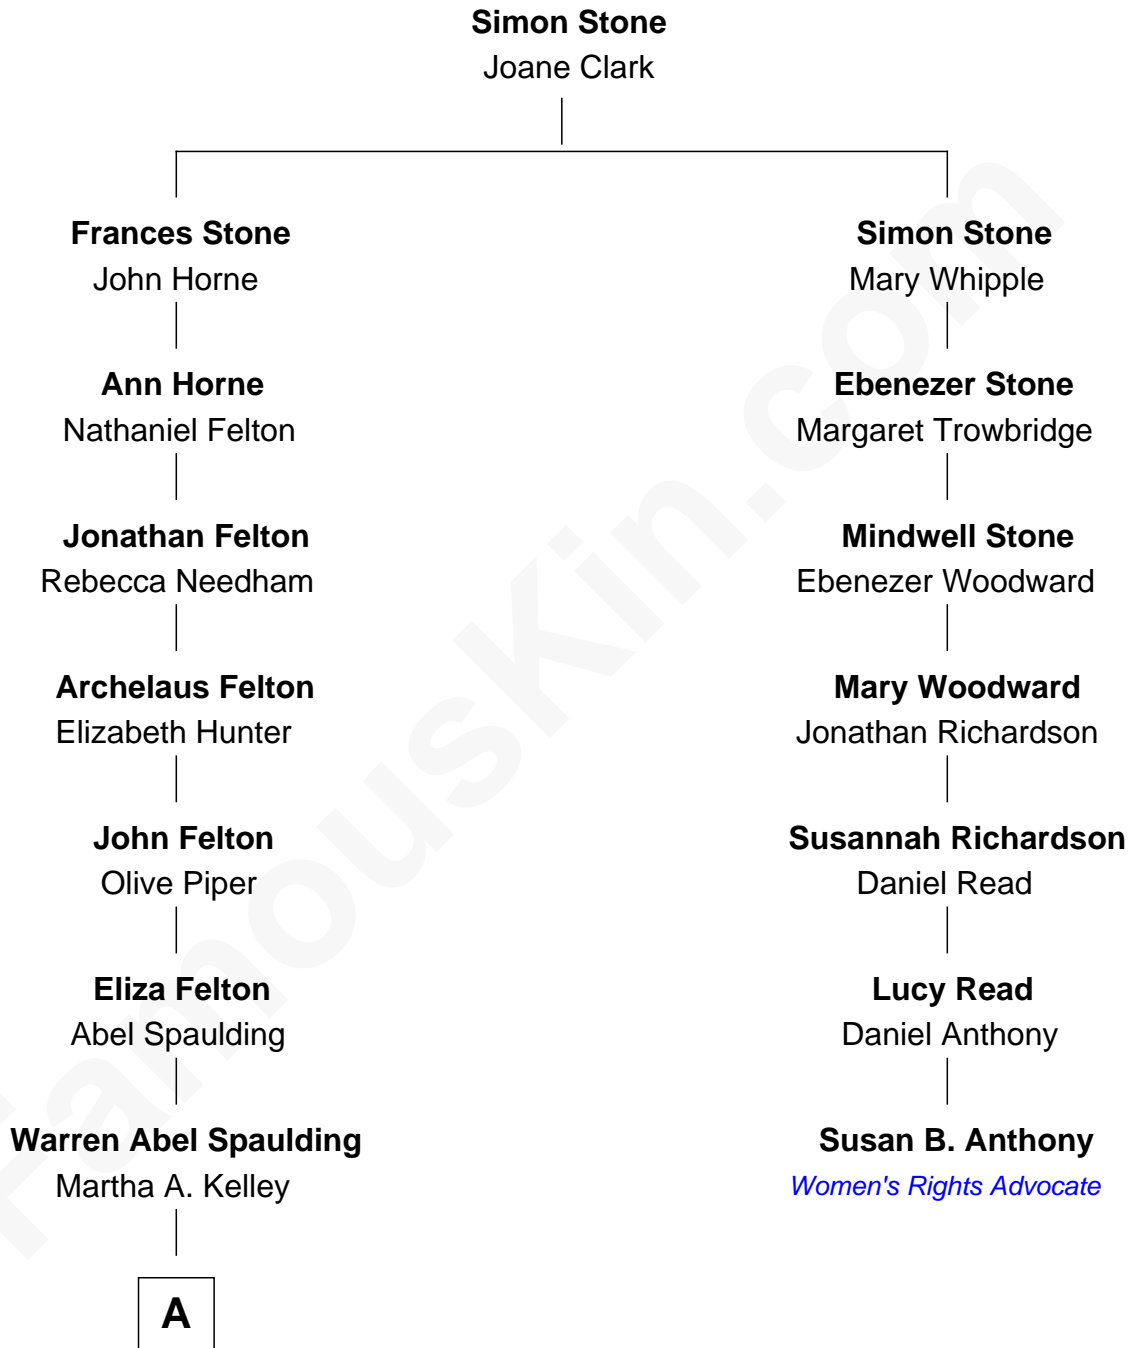 Simon Stone
Joane Clark
Frances Stone
John Horne
Simon Stone
Mary Whipple
Ann Horne
Nathaniel Felton
Ebenezer Stone
Margaret Trowbridge
Jonathan Felton
Rebecca Needham
Mindwell Stone
Ebenezer Woodward
Archelaus Felton
Elizabeth Hunter
Mary Woodward
Jonathan Richardson
John Felton
Olive Piper
Susannah Richardson
Daniel Read
Eliza Felton
Abel Spaulding
Lucy Read
Daniel Anthony
Warren Abel Spaulding
Martha A. Kelley
Susan B. Anthony
Women's Rights Advocate
A
FamousKin.com